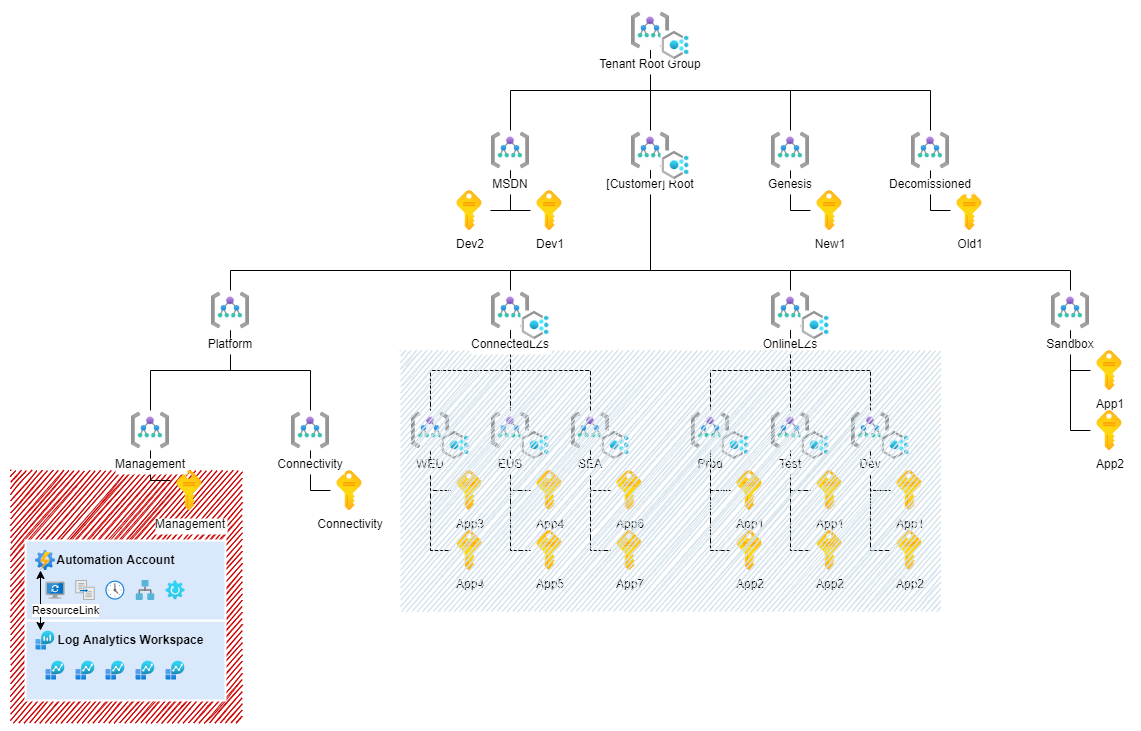 Tenant Root Group
MSDN
[Customer] Root
Genesis
Decomissioned
Dev2
Dev1
New1
Old1
Platform
ConnectedLZs
OnlineLZs
Sandbox
App1
App2
Management
Connectivity
WEU
EUS
SEA
Prod
Test
Dev
Management
Connectivity
App3
App4
App6
App1
App1
App1
App4
App5
App7
App2
App2
App2
Automation Account
ResourceLink
Log Analytics Workspace